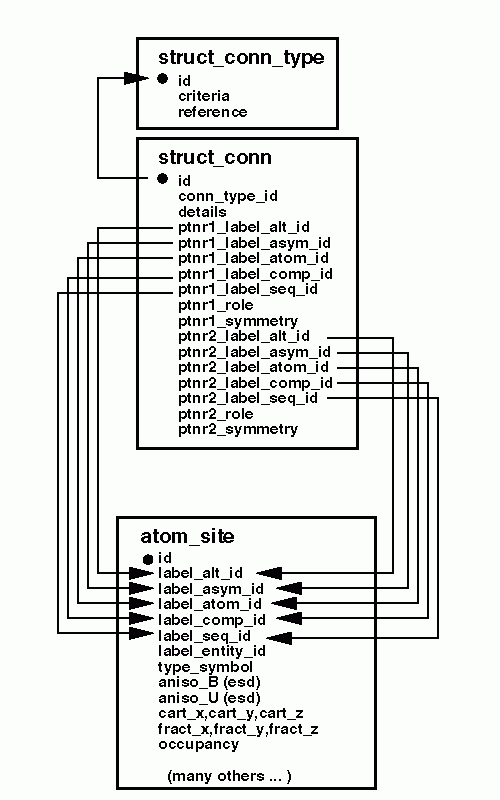 struct_conn_type
id
criteria
reference
struct_conn
id
conn_type_id
details
ptnr1_label_alt_id
ptnr1_label_asym_id
ptnr1_label_atom_id
ptnr1_label_comp_id
ptnr1_label_seq_id
ptnr1_role
ptnr1_symmetry
ptnr2_label_alt_id
ptnr2_label_asym_id
ptnr2_label_atom_id
ptnr2_label_comp_id
ptnr2_label_seq_id
ptnr2_role
ptnr2_symmetry
atom_site
id
label_alt_id
label_asym_id
label_atom_id
label_comp_id
label_seq_id
label_entity_id
type_symbol
aniso_B (esd)
aniso_U (esd)
cart_x,cart_y,cart_z
fract_x,fract_y,fract_z
occupancy
(many others ... )